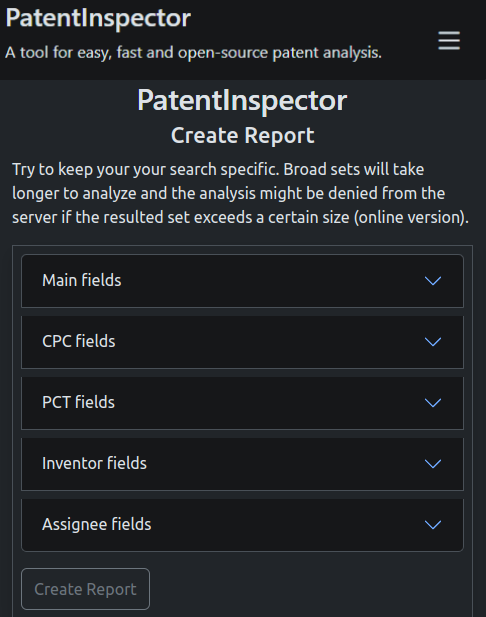 PatentInspector
A tool for easy, fast and open-source patent analysis.
PatentInspector
Create Report
Try to keep your your search specific. Broad sets will take
longer to analyze and the analysis might be denied from the
server if the resulted set exceeds a certain size (online version).
Main fields
CPC fields
PCT fields
Inventor fields
Assignee fields
Create Report